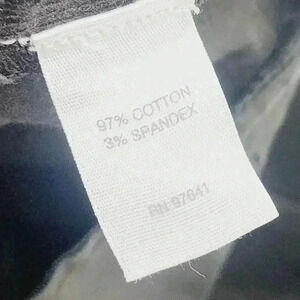 97% COTTON
3% SPANDEX
RN 97641